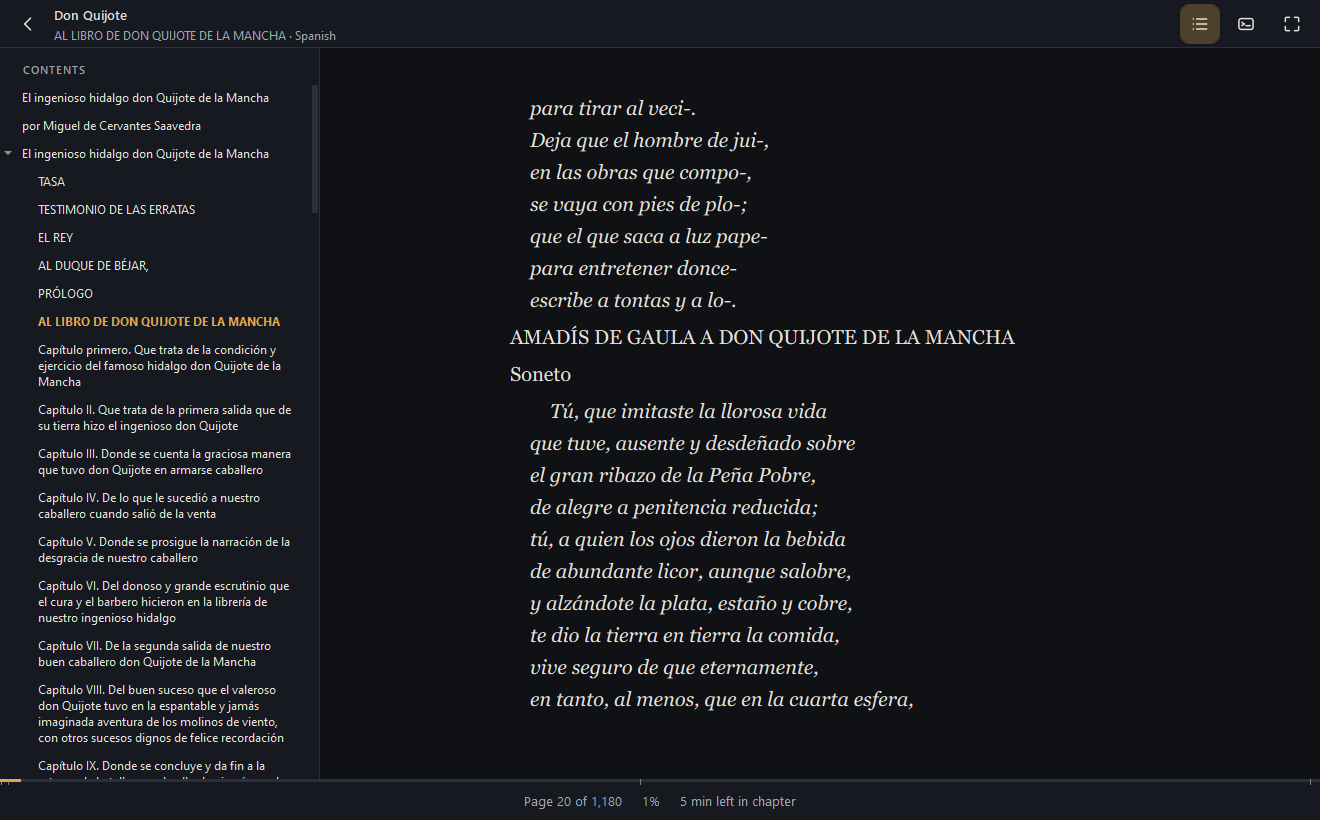 Don Quijote
AL LIBRO DE DON QUIJOTE DE LA MANCHA · Spanish
CONTENTS
El ingenioso hidalgo don Quijote de la Mancha
por Miguel de Cervantes Saavedra
El ingenioso hidalgo don Quijote de la Mancha
TASA
TESTIMONIO DE LAS ERRATAS
EL REY
AL DUQUE DE BÉJAR,
PRÓLOGO
AL LIBRO DE DON QUIJOTE DE LA MANCHA
Capítulo primero. Que trata de la condición y
ejercicio del famoso hidalgo don Quijote de la
Mancha
Capítulo II. Que trata de la primera salida que de
su tierra hizo el ingenioso don Quijote
Capítulo III. Donde se cuenta la graciosa manera
que tuvo don Quijote en armarse caballero
Capítulo IV. De lo que le sucedió a nuestro
caballero cuando salió de la venta
Capítulo V. Donde se prosigue la narración de la
desgracia de nuestro caballero
Capítulo VI. Del donoso y grande escrutinio que
el cura y el barbero hicieron en la librería de
nuestro ingenioso hidalgo
Capítulo VII. De la segunda salida de nuestro
buen caballero don Quijote de la Mancha
Capítulo VIII. Del buen suceso que el valeroso
don Quijote tuvo en la espantable y jamás
imaginada aventura de los molinos de viento,
con otros sucesos dignos de felice recordación
Capítulo IX. Donde se concluye y da fin a la
para tirar al veci-.
Deja que el hombre de jui-,
en las obras que compo-,
se vaya con pies de plo-;
que el que saca a luz pape-
para entretener donce-
escribe a tontas y a lo-.
AMADÍS DE GAULA A DON QUIJOTE DE LA MANCHA
Soneto
Tú, que imitaste la llorosa vida
que tuve, ausente y desdeñado sobre
el gran ribazo de la Peña Pobre,
de alegre a penitencia reducida;
tú, a quien los ojos dieron la bebida
de abundante licor, aunque salobre,
y alzándote la plata, estaño y cobre,
te dio la tierra en tierra la comida,
vive seguro de que eternamente,
en tanto, al menos, que en la cuarta esfera,
Page 20 of 1,180
1%
5 min left in chapter